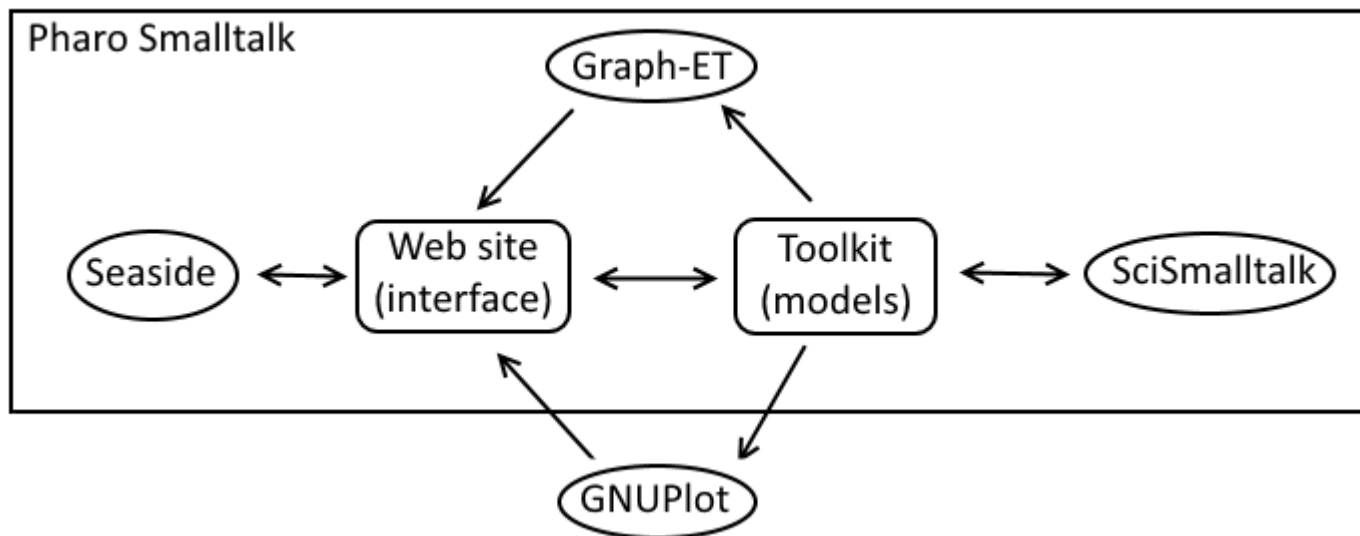 Pharo Smalltalk
Graph-ET
Seaside
Web site
(interface)
Toolkit
(models)
SciSmalltalk
GNUPlot